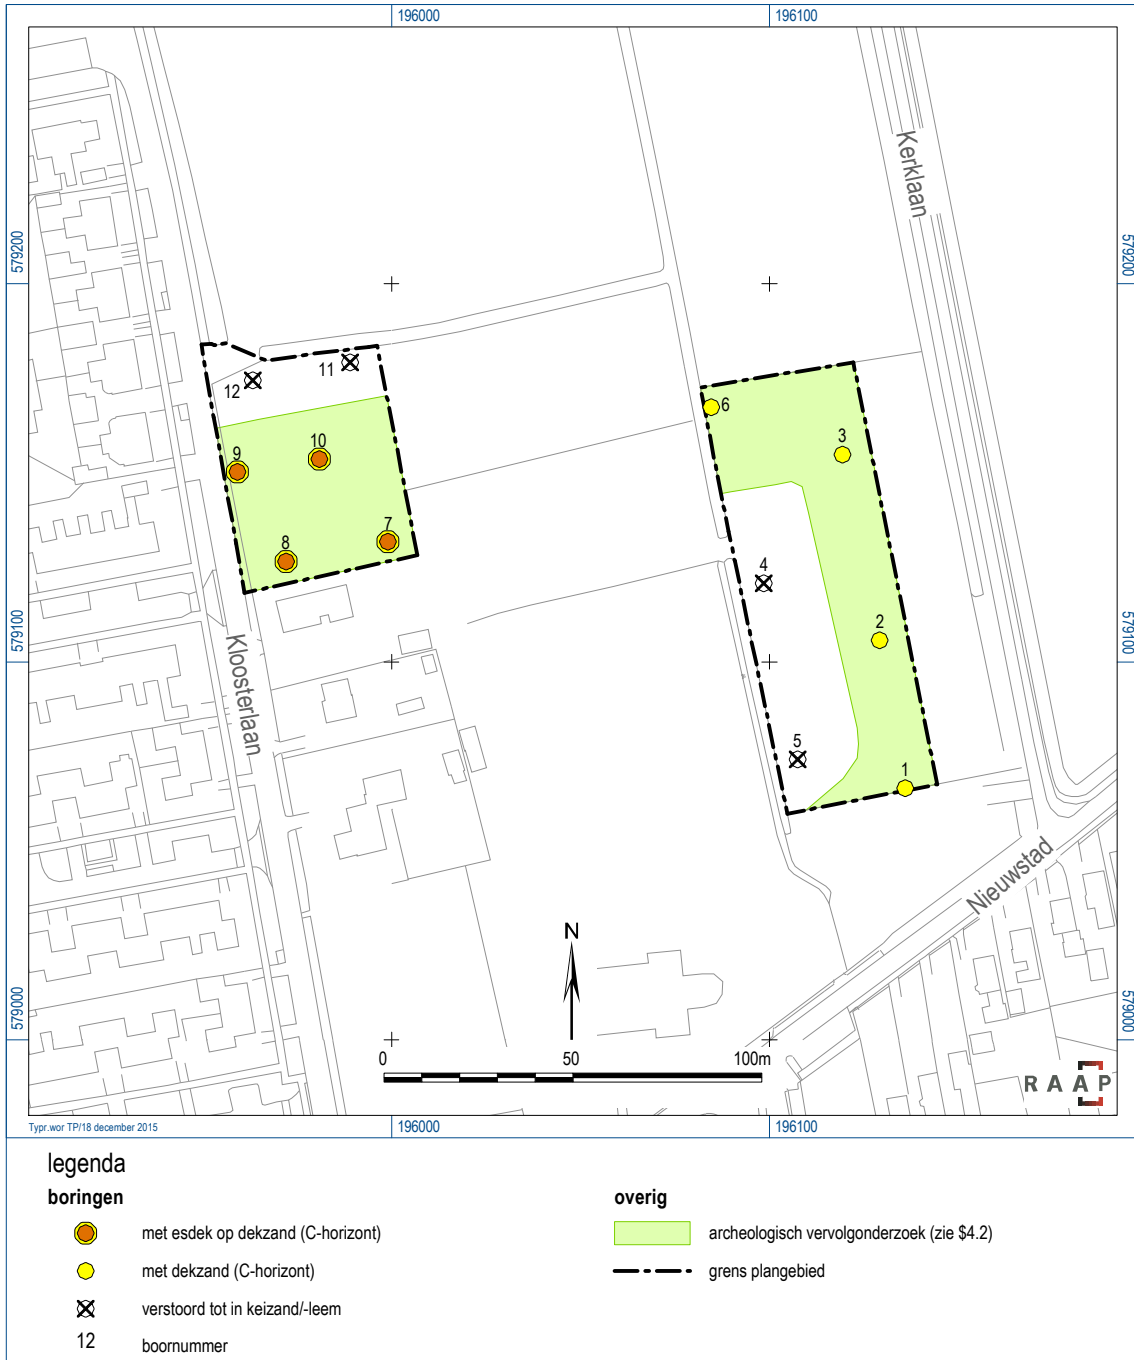 196000
196100
Kerklaan
579200
579200
11
12
6
3
10
9
7
8
4
2
579100
579100
Kloosterlaan
5
1
Nieuwstad
N
579000
579000
0
50
100m
RAAP
Typr.wor TP/18 december 2015
196000
196100
legenda
boringen
met esdek op dekzand (C-horizont)
met dekzand (C-horizont)
verstoord tot in keizand/-leem
12
boornummer
overig
archeologisch vervolgonderzoek (zie $4.2)
grens plangebied